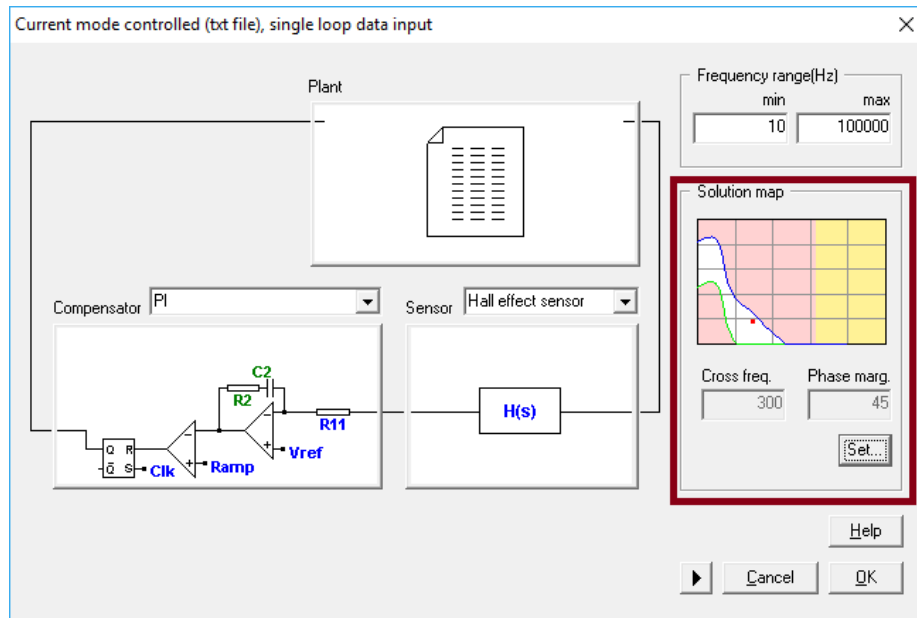 Current mode controlled (txt file), single loop data input
Plant
Frequency range(Hz)
min max
10 100000
Solution map
Compensator PI
Sensor Hall effect sensor
C2
R2
R11
Vref
Ramp
Clk
Q R
Q S
H(s)
Cross freq. Phase marg.
300 45
Set...
Help
Cancel OK